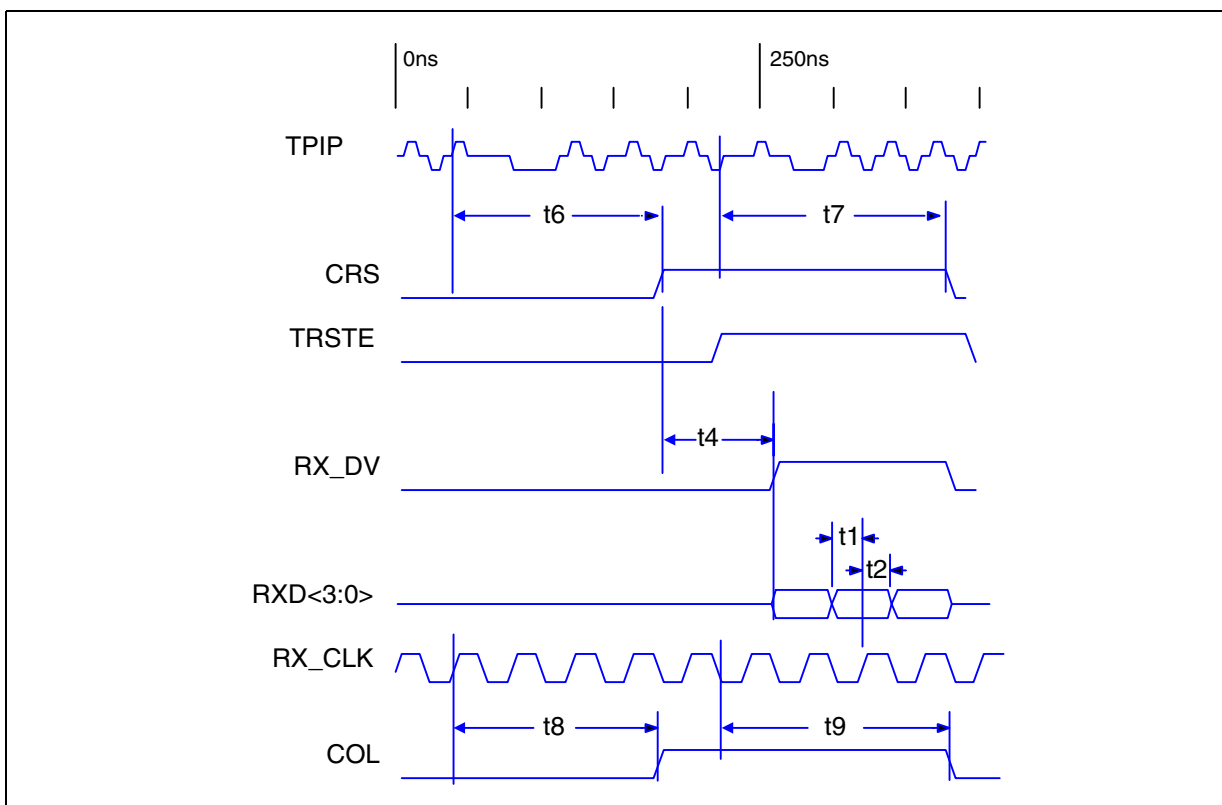 0ns 250ns
TPIP
t6 t7
CRS
TRSTE
t4
RX_DV
t1
t2
RXD<3:0>
RX_CLK
t8 t9
COL